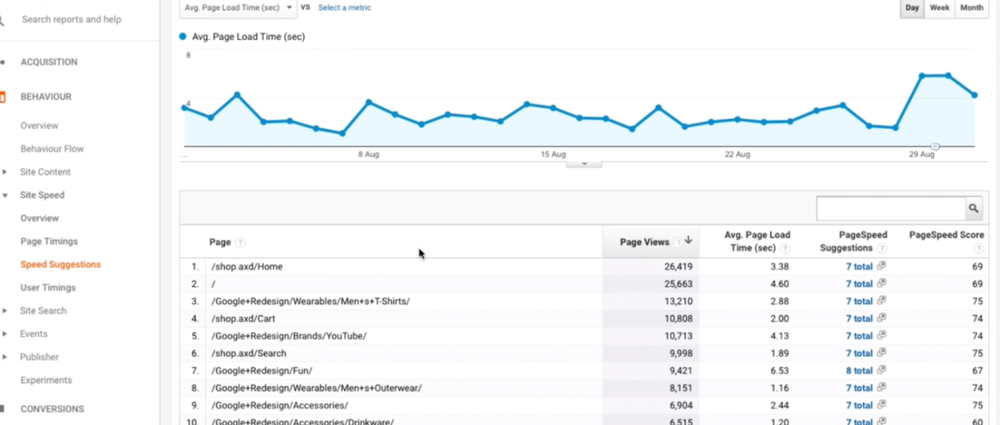 Avg. Page Load Time (sec) VS Select a metric Day Week Month
Search reports and help
Avg. Page Load Time (sec)
8
4
... 8 Aug 15 Aug 22 Aug 29 Aug
ACQUISITION
BEHAVIOUR
Overview
Behaviour Flow
Site Content
Site Speed
Overview
Page Timings
Speed Suggestions
User Timings
Site Search
Events
Publisher
Experiments
CONVERSIONS
Page ? Page Views ? Avg. Page Load Time (sec) ? PageSpeed Suggestions ? PageSpeed Score ?
1. /shop.axd/Home 26,419 3.38 7 total 69
2. / 25,663 4.60 7 total 69
3. /Google+Redesign/Wearables/Men+s+T-Shirts/ 13,210 2.88 7 total 75
4. /shop.axd/Cart 10,808 2.00 7 total 74
5. /Google+Redesign/Brands/YouTube/ 10,713 4.13 7 total 74
6. /shop.axd/Search 9,998 1.89 7 total 75
7. /Google+Redesign/Fun/ 9,421 6.53 8 total 67
8. /Google+Redesign/Wearables/Men+s+Outerwear/ 8,151 1.16 7 total 74
9. /Google+Redesign/Accessories/ 6,904 2.44 7 total 75
10. /Google+Redesign/Accessories/Drinkware/ 6,515 1.20 7 total 60